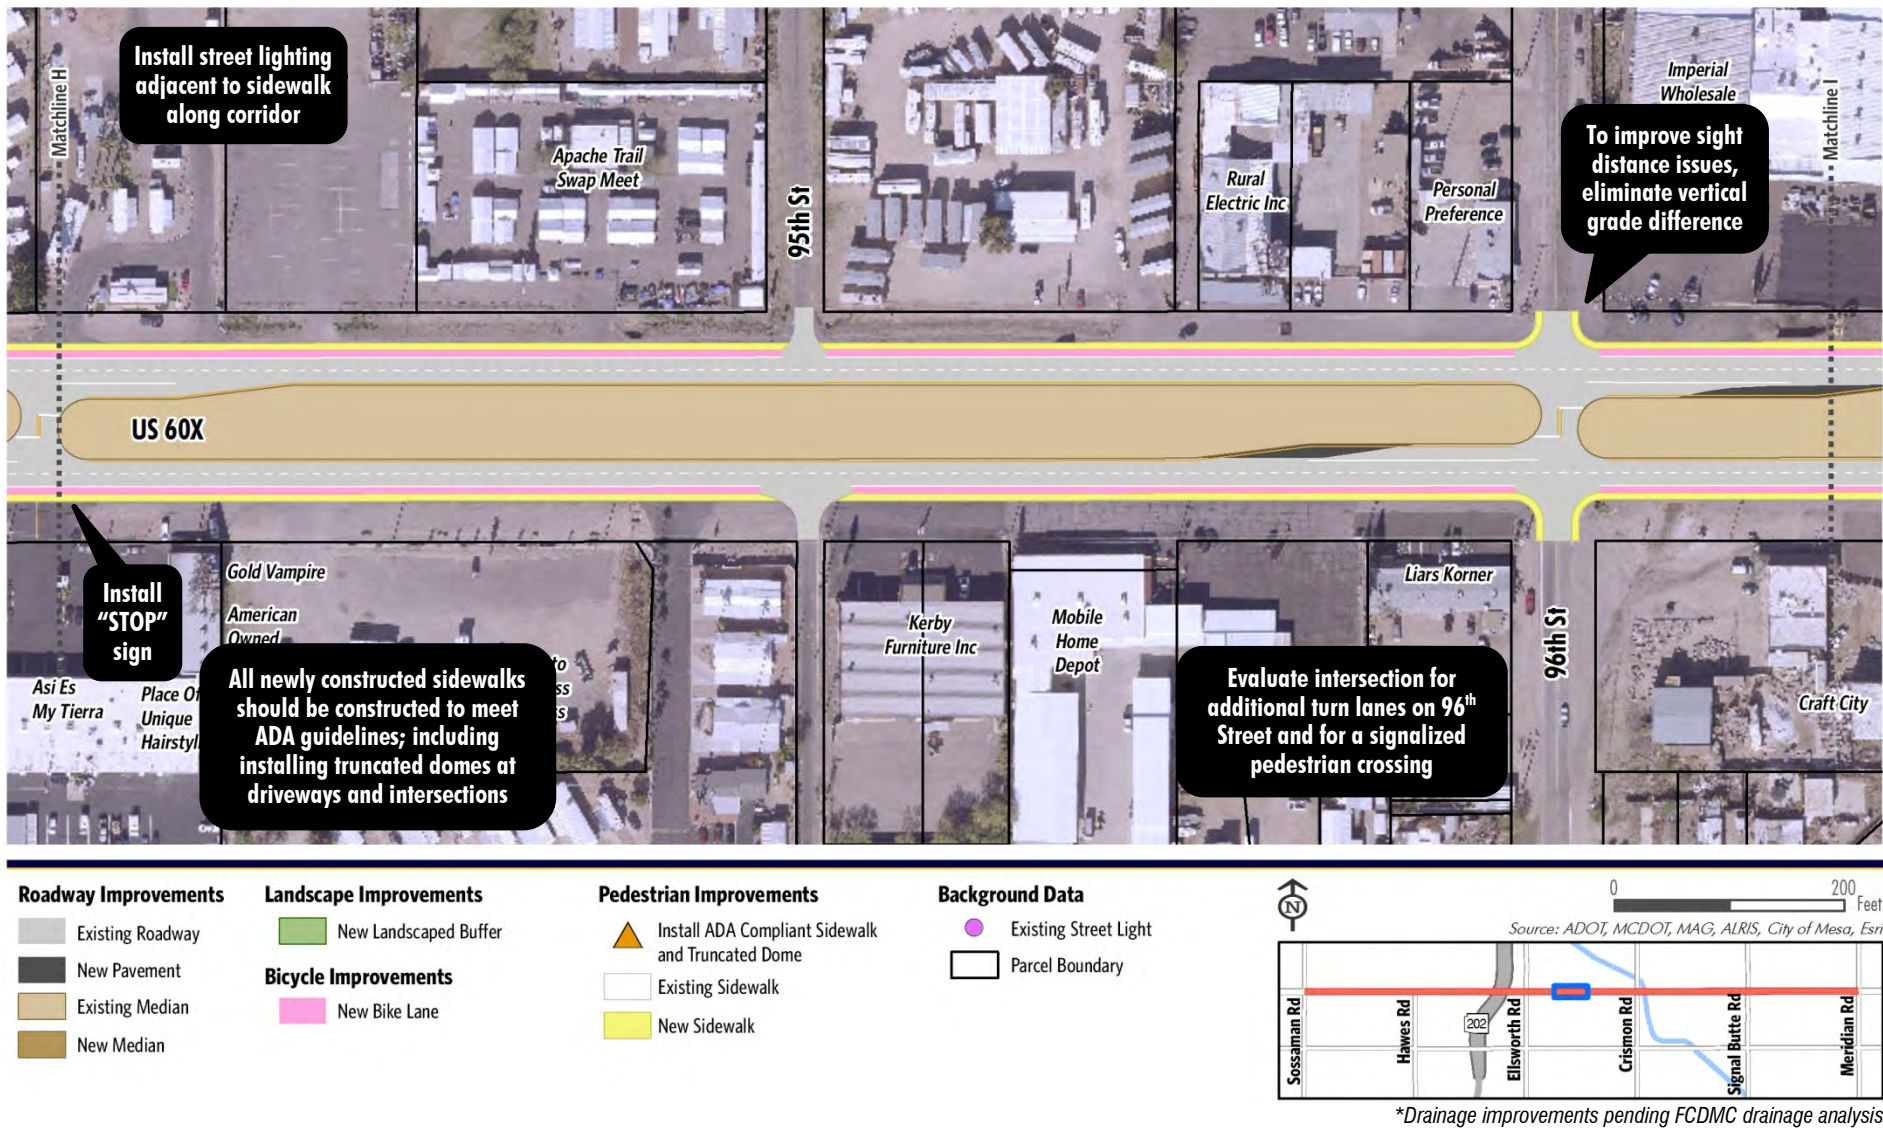 Install street lighting
adjacent to sidewalk
along corridor
Matchline H
Apache Trail
Swap Meet
95th St
Rural
Electric Inc
Personal
Preference
Imperial
Wholesale
Matchline I
To improve sight
distance issues,
eliminate vertical
grade difference
US 60X
Install
“STOP”
sign
Gold Vampire
American
Owned
Asi Es
My Tierra
Place Of
Unique
to
ss
ss
All newly constructed sidewalks
should be constructed to meet
ADA guidelines; including
installing truncated domes at
driveways and intersections
Kerby
Furniture Inc
Mobile
Home
Depot
Liars Korner
96th St
Evaluate intersection for
additional turn lanes on 96th
Street and for a signalized
pedestrian crossing
Craft City
Roadway Improvements
Existing Roadway
New Pavement
Existing Median
New Median
Landscape Improvements
New Landscaped Buffer
Bicycle Improvements
New Bike Lane
Pedestrian Improvements
Install ADA Compliant Sidewalk
and Truncated Dome
Existing Sidewalk
New Sidewalk
Background Data
Existing Street Light
Parcel Boundary
N
0 200
Feet
Source: ADOT, MCDOT, MAG, ALRIS, City of Mesa, Esri
Sossaman Rd
Hawes Rd
202
Ellsworth Rd
Crismon Rd
Signal Butte Rd
Meridian Rd
*Drainage improvements pending FCDMC drainage analysis